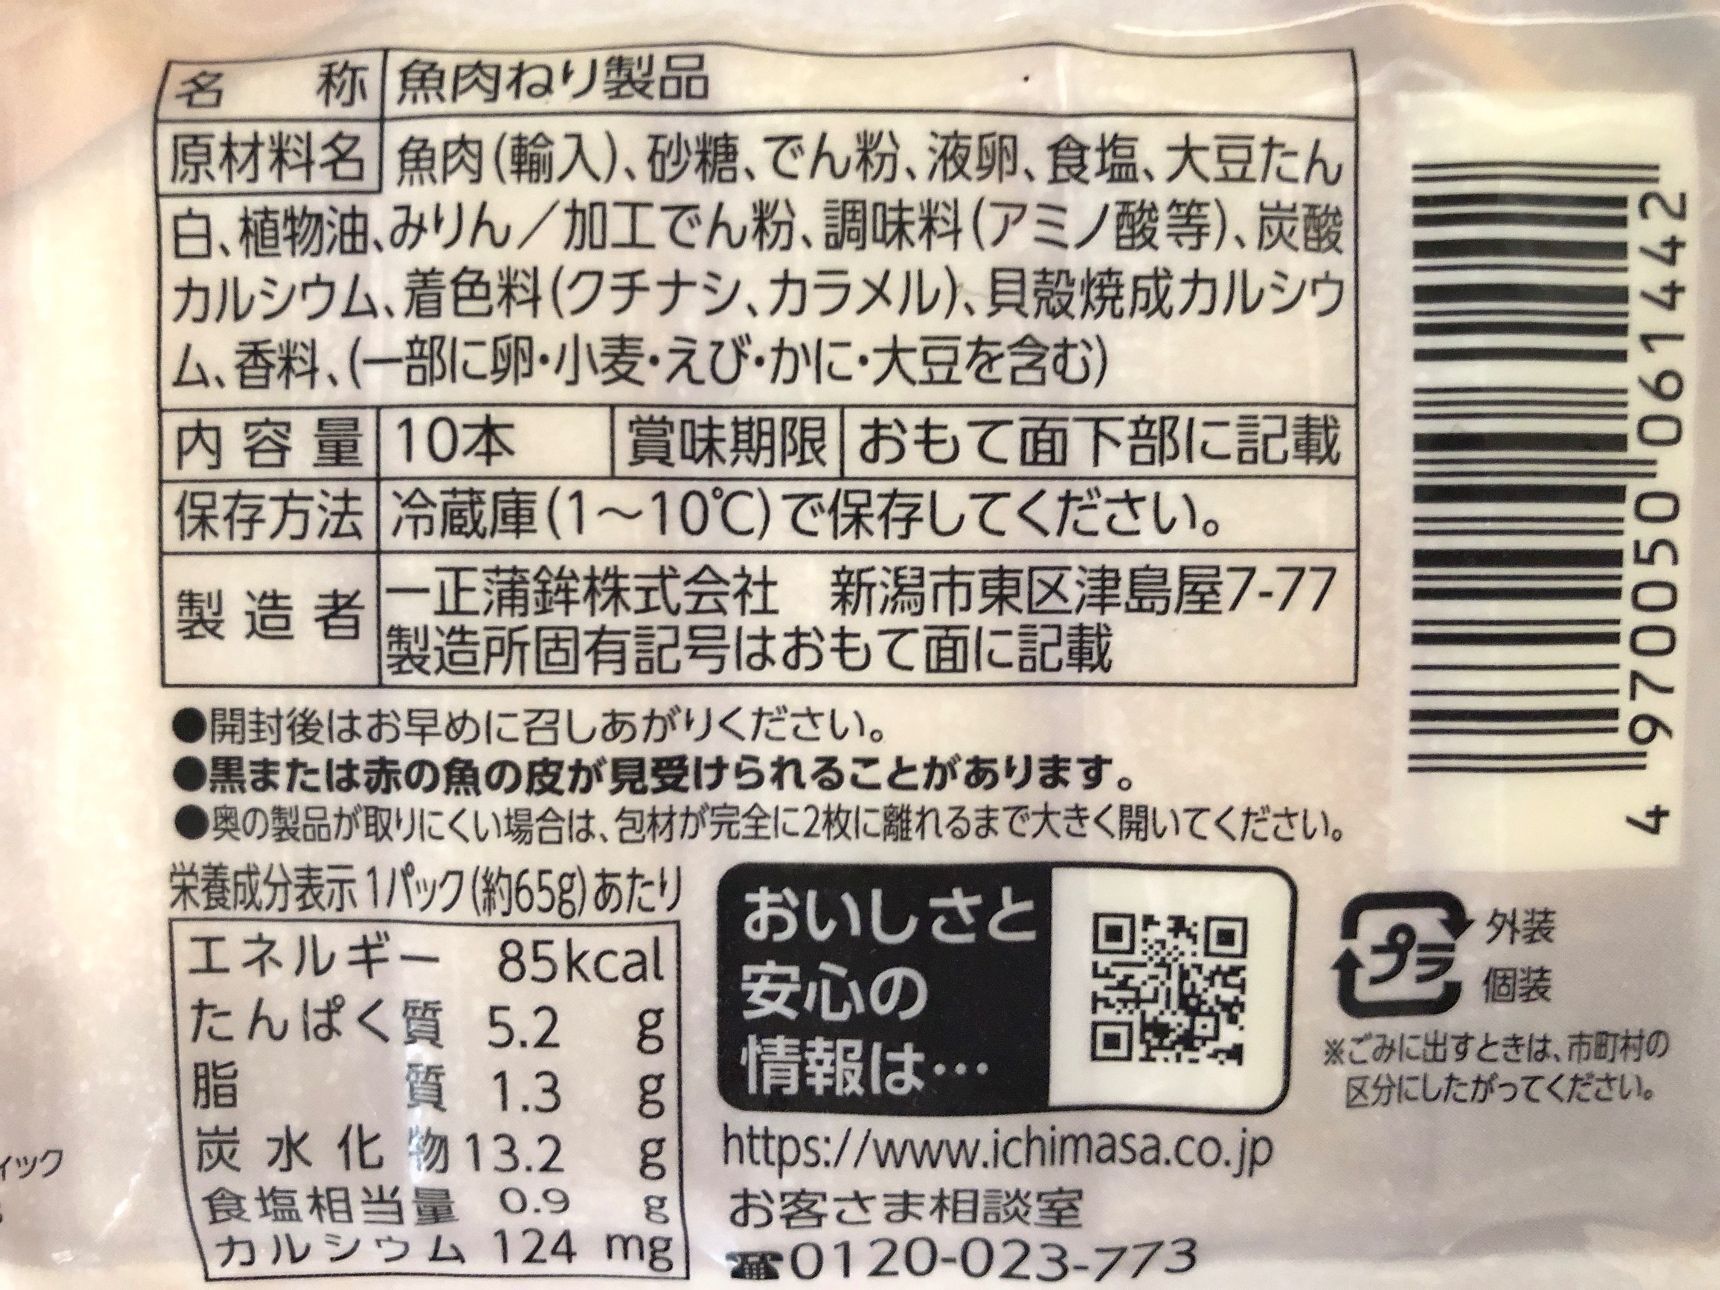 名称 魚肉ねり製品
原材料名 魚肉(輸入)、砂糖、でん粉、液卵、食塩、大豆たん
白、植物油、みりん/加工でん粉、調味料(アミノ酸等)、炭酸
カルシウム、着色料(クチナシ、カラメル)、貝殻焼成カルシウ
ム、香料、(一部に卵・小麦・えび・かに・大豆を含む)
内容量 10本 賞味期限 おもて面下部に記載
保存方法 冷蔵庫(1~10℃)で保存してください。
製造者 一正蒲鉾株式会社 新潟市東区津島屋7-77
製造所固有記号はおもて面に記載
●開封後はお早めに召しあがりください。
●黒または赤の魚の皮が見受けられることがあります。
●奥の製品が取りにくい場合は、包材が完全に2枚に離れるまで大きく開いてください。
栄養成分表示1パック(約65g)あたり
エネルギー 85kcal
たんぱく質 5.2 g
脂質 1.3 g
炭水化物 13.2 g
食塩相当量 0.9 g
カルシウム 124 mg
おいしさと
安心の
情報は…
https://www.ichimasa.co.jp
お客さま相談室
☎0120-023-773
プラ
外装
個装
※ごみに出すときは、市町村の
区分にしたがってください。
4 970050 061442
ィック